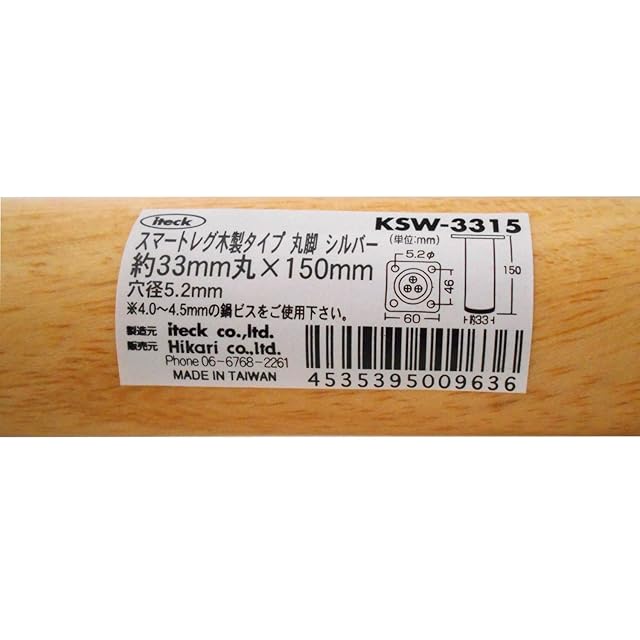 iteck
KSW-3315
スマートレグ木製タイプ 丸脚 シルバー
約33mm丸×150mm
穴径5.2mm
※4.0～4.5mmの鍋ビスをご使用下さい。
製造元 iteck co.,ltd.
販売元 Hikari co.,ltd.
Phone 06-6768-2261
MADE IN TAIWAN
(単位:mm)
5.2φ
46
60
150
約33
4535395009636